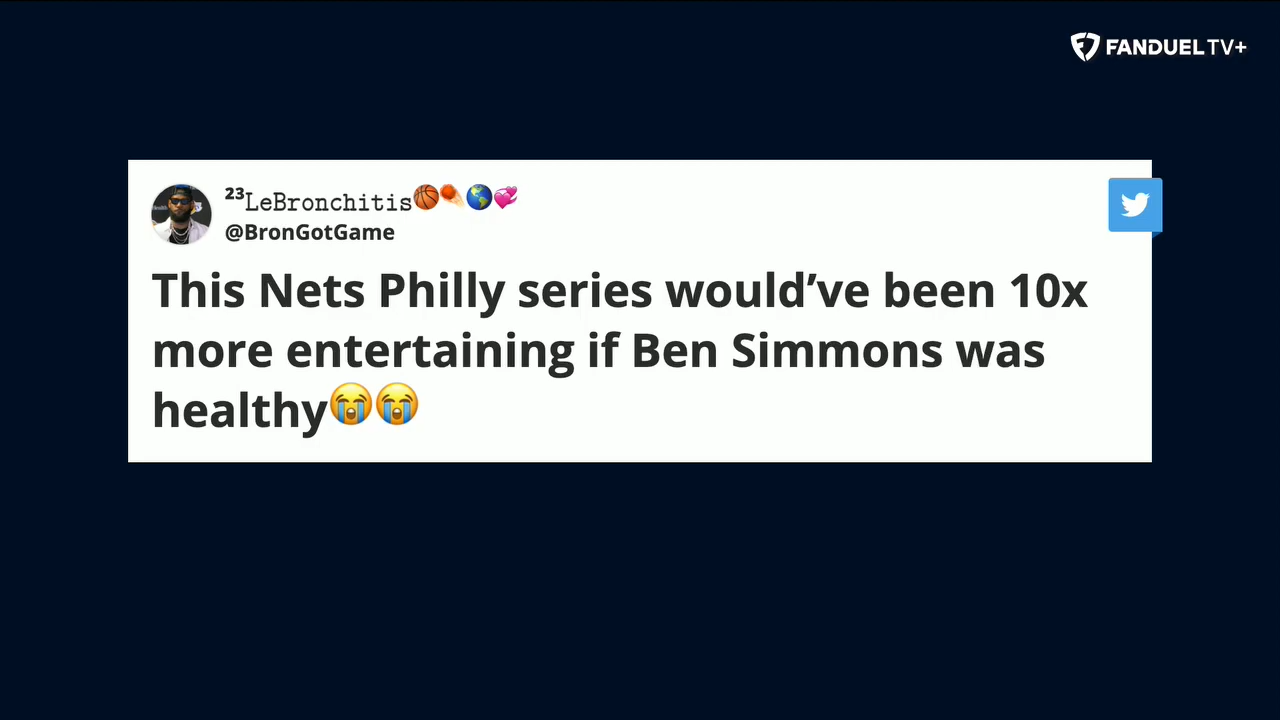 FANDUEL TV+
²³LeBronchitis🏀☄️🌎💞
@BronGotGame
This Nets Philly series would’ve been 10x
more entertaining if Ben Simmons was
healthy😭😭